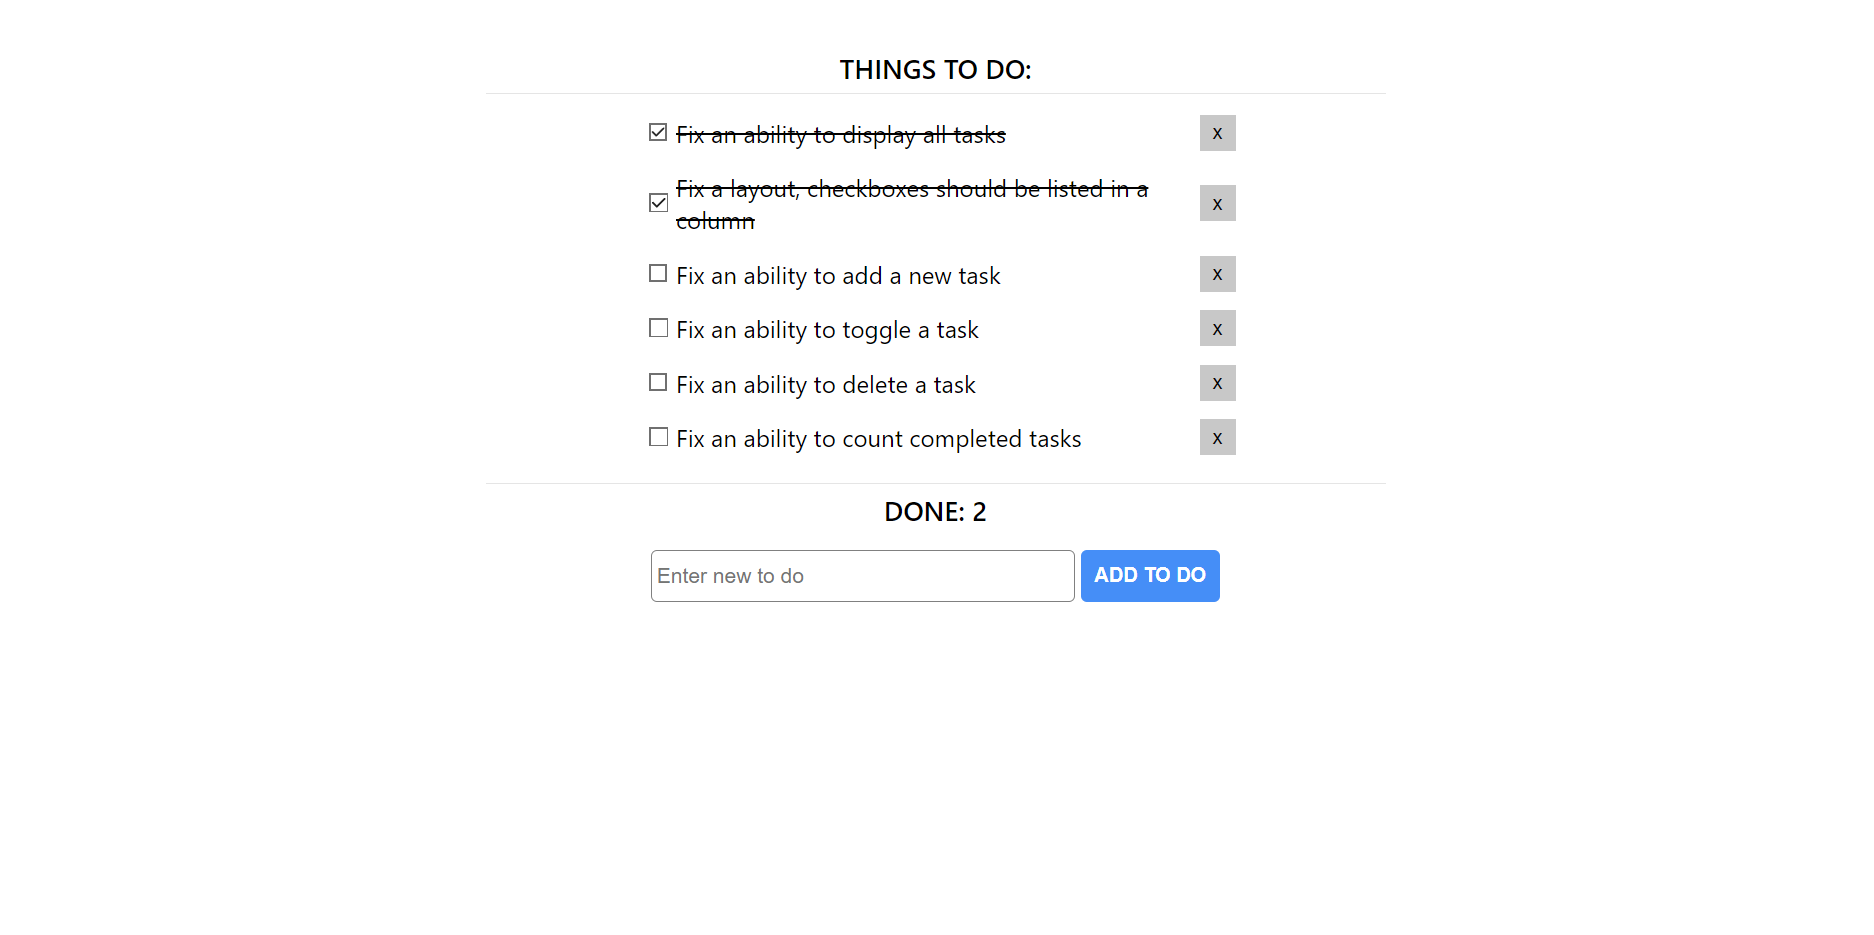 THINGS TO DO:
Fix an ability to display all tasks
x
Fix a layout, checkboxes should be listed in a
column
x
Fix an ability to add a new task
x
Fix an ability to toggle a task
x
Fix an ability to delete a task
x
Fix an ability to count completed tasks
x
DONE: 2
Enter new to do
ADD TO DO